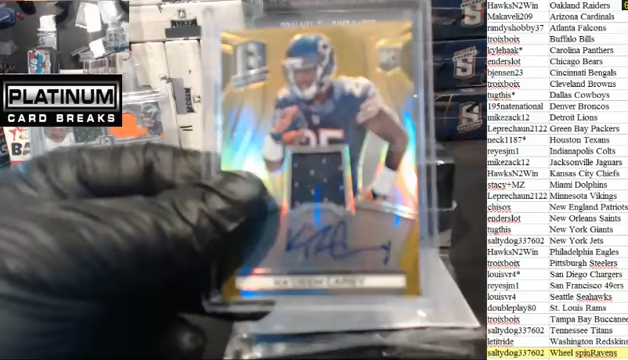 PLATINUM
CARD BREAKS
HawksN2Win Oakland Raiders
Makaveli209 Arizona Cardinals
randyshobby37 Atlanta Falcons
troixboix Buffalo Bills
kylehaak* Carolina Panthers
enderslot Chicago Bears
bjensen23 Cincinnati Bengals
troixboix Cleveland Browns
tugthis* Dallas Cowboys
195natenational Denver Broncos
mikezack12 Detroit Lions
Leprechaun2122 Green Bay Packers
neck1187* Houston Texans
reyesjm1 Indianapolis Colts
mikezack12 Jacksonville Jaguars
HawksN2Win Kansas City Chiefs
stacy+MZ Miami Dolphins
Leprechaun2122 Minnesota Vikings
chisox New England Patriots
enderslot New Orleans Saints
tugthis New York Giants
saltydog337602 New York Jets
HawksN2Win Philadelphia Eagles
troixboix Pittsburgh Steelers
louisvr4* San Diego Chargers
reyesjm1 San Francisco 49ers
louisvr4 Seattle Seahawks
doubleplay80 St. Louis Rams
troixboix Tampa Bay Buccanee
saltydog337602 Tennessee Titans
letitride Washington Redskins
saltydog337602 Wheel spinRavens